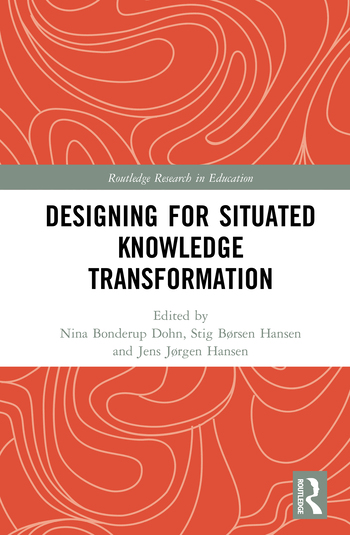 Routledge Research in Education
DESIGNING FOR SITUATED
KNOWLEDGE
TRANSFORMATION
Edited by
Nina Bonderup Dohn, Stig Børsen Hansen
and Jens Jørgen Hansen
ROUTLEDGE